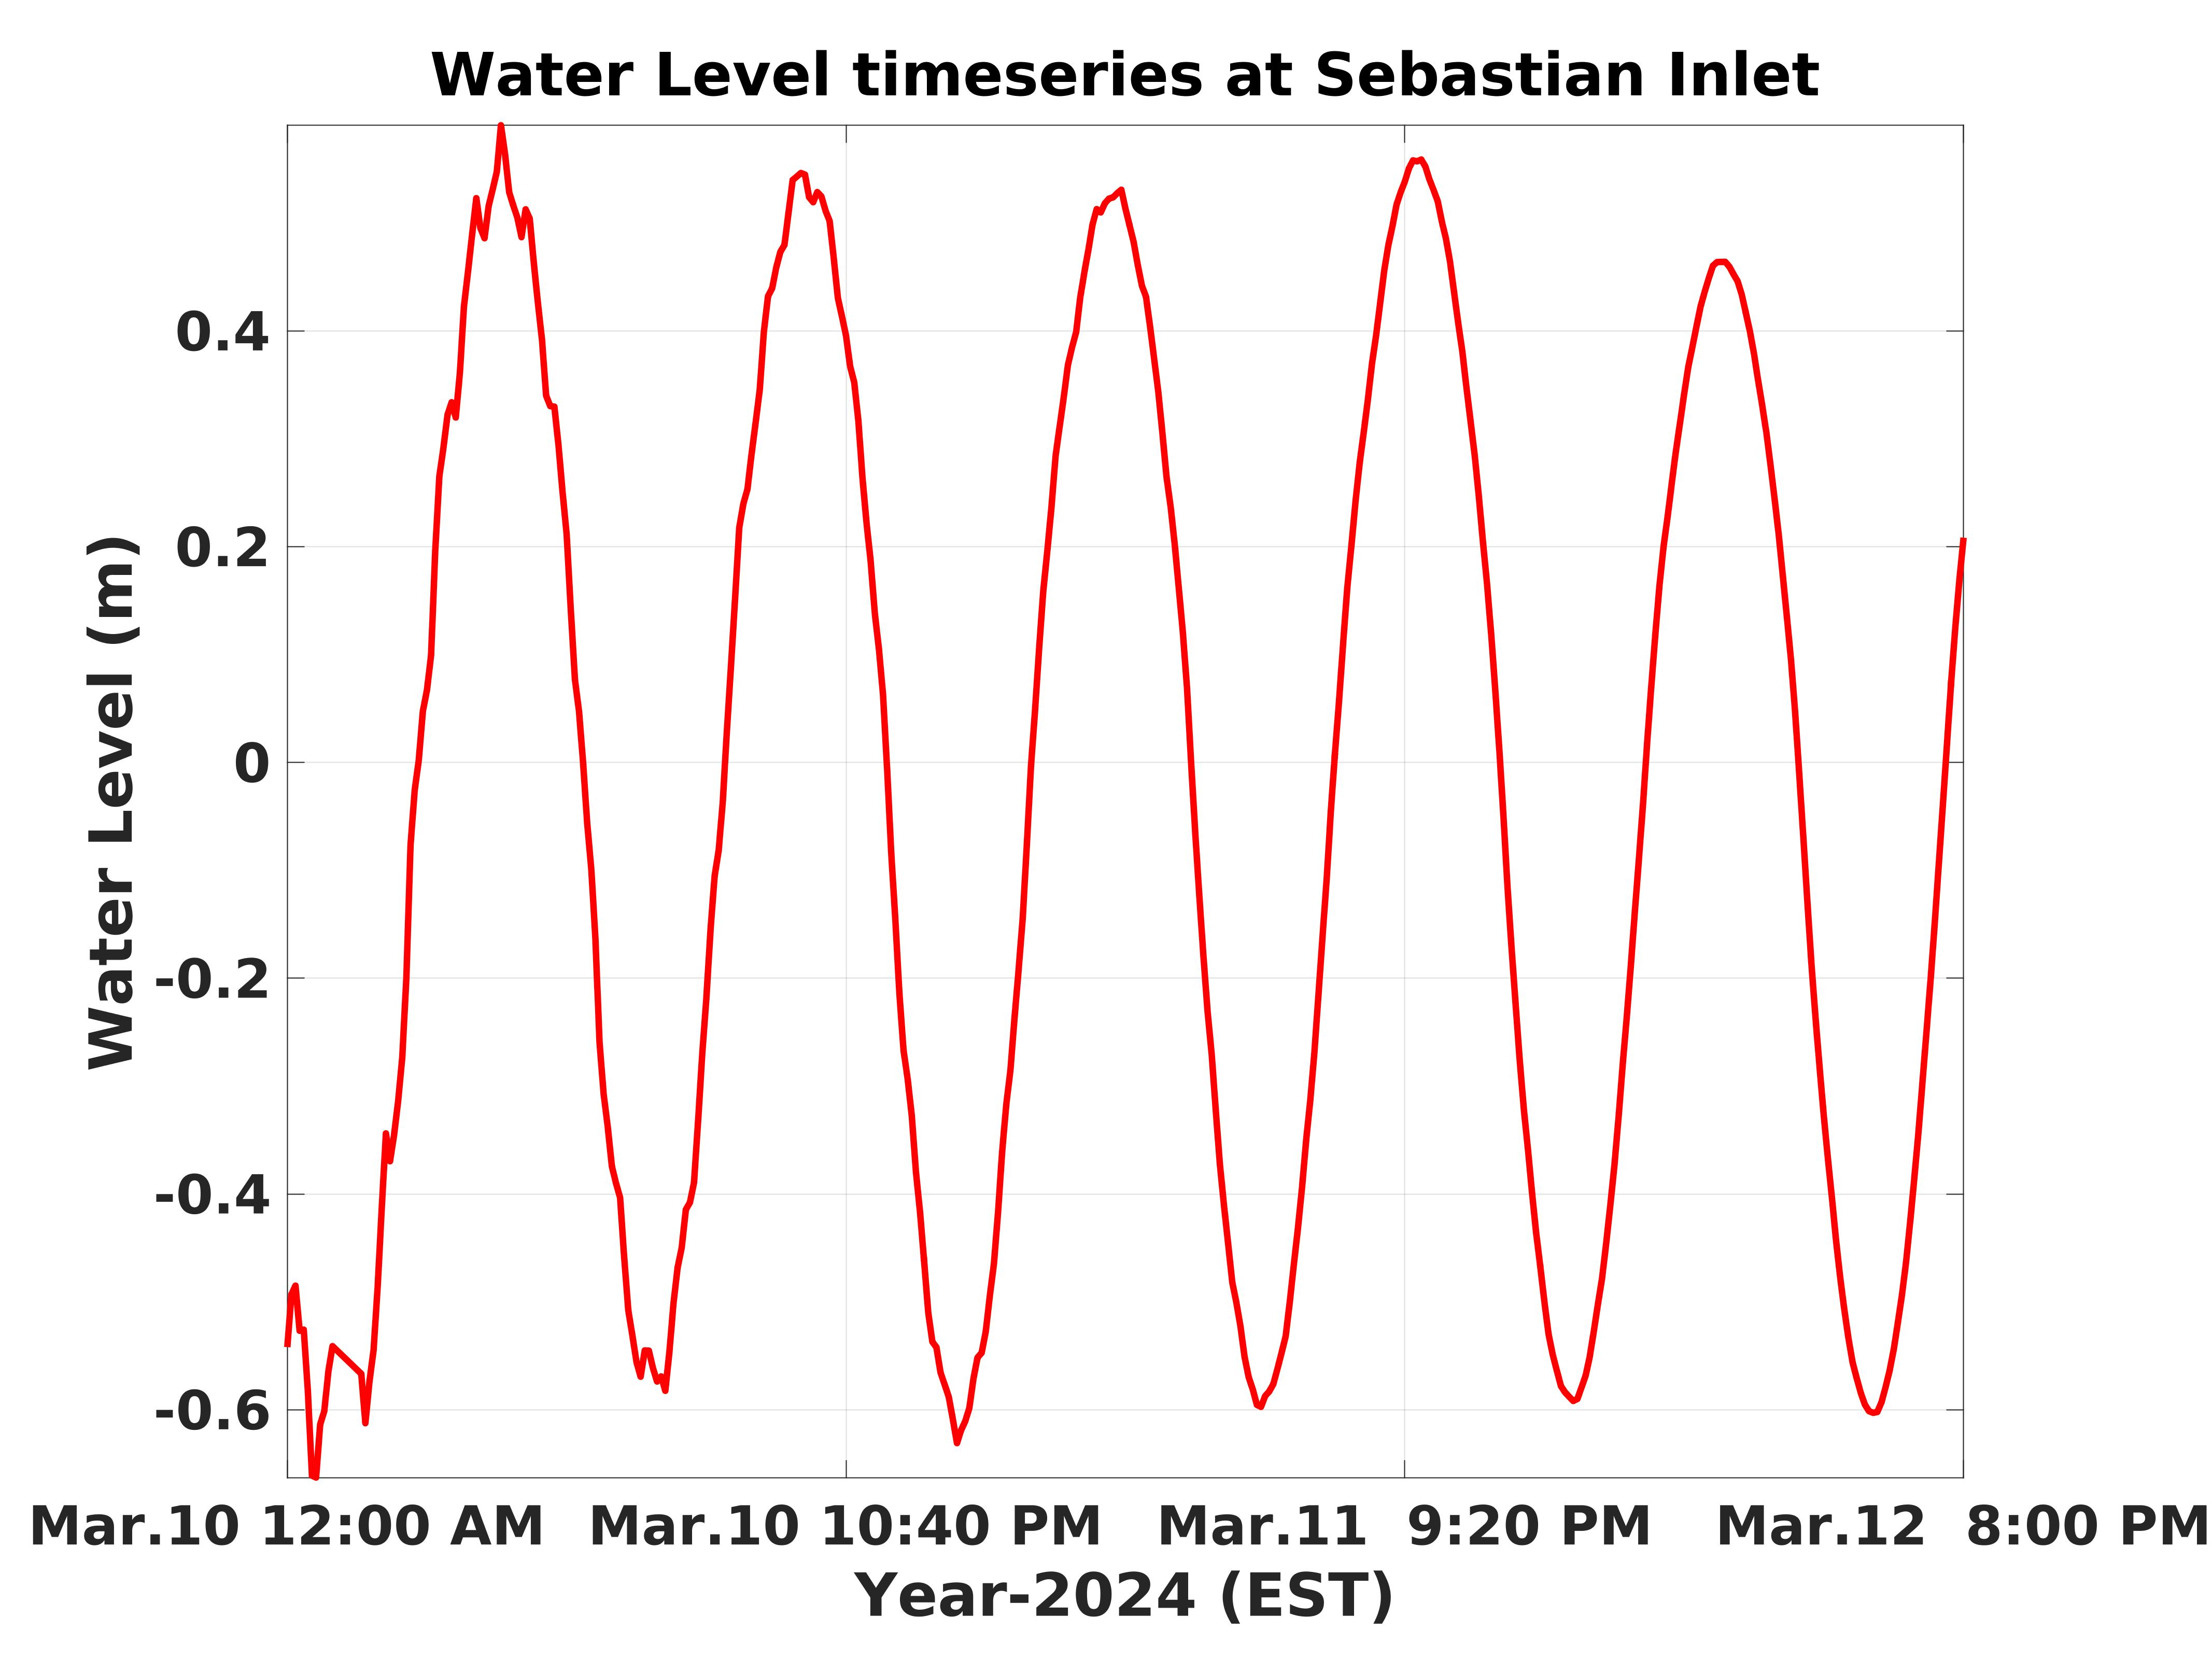 Water Level timeseries at Sebastian Inlet
Water Level (m)
0.4
0.2
0
-0.2
-0.4
-0.6
Mar.10 12:00 AM Mar.10 10:40 PM Mar.11 9:20 PM Mar.12 8:00 PM
Year-2024 (EST)